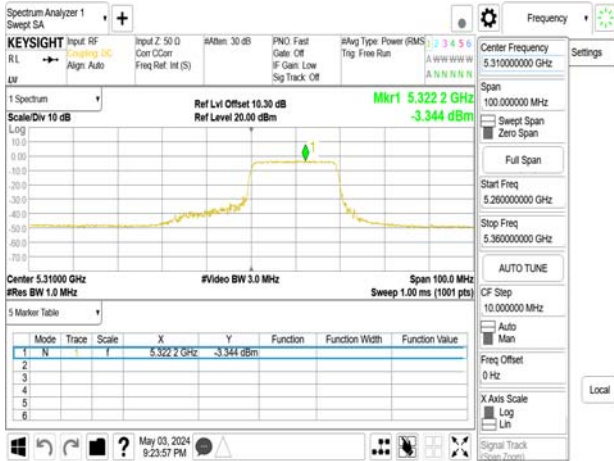 Spectrum Analyzer 1
Swept SA
Frequency
KEYSIGHT
RL
Input: RF
Coupling: DC
Align: Auto
Input Z: 50 Ω
Corr CCorr
Freq Ref: Int (S)
#Atten: 30 dB
PNO: Fast
Gate: Off
IF Gain: Low
Sig Track: Off
#Avg Type: Power (RMS
Trig: Free Run
1 2 3 4 5 6
A W W W W W
A N N N N N
1 Spectrum
Scale/Div 10 dB
Ref Lvl Offset 10.30 dB
Ref Level 20.00 dBm
Mkr1 5.322 2 GHz
-3.344 dBm
Log
10.0
0.00
-10.0
-20.0
-30.0
-40.0
-50.0
-60.0
-70.0
1
Center 5.31000 GHz
#Res BW 1.0 MHz
#Video BW 3.0 MHz
Span 100.0 MHz
Sweep 1.00 ms (1001 pts)
5 Marker Table
Mode Trace Scale X Y Function Function Width Function Value
1 N 1 f 5.322 2 GHz -3.344 dBm
2
3
4
5
6
May 03, 2024
9:23:57 PM
Center Frequency
5.310000000 GHz
Settings
Span
100.000000 MHz
Swept Span
Zero Span
Full Span
Start Freq
5.260000000 GHz
Stop Freq
5.360000000 GHz
AUTO TUNE
CF Step
10.000000 MHz
Auto
Man
Freq Offset
0 Hz
X Axis Scale
Log
Lin
Local
Signal Track
(Span Zoom)